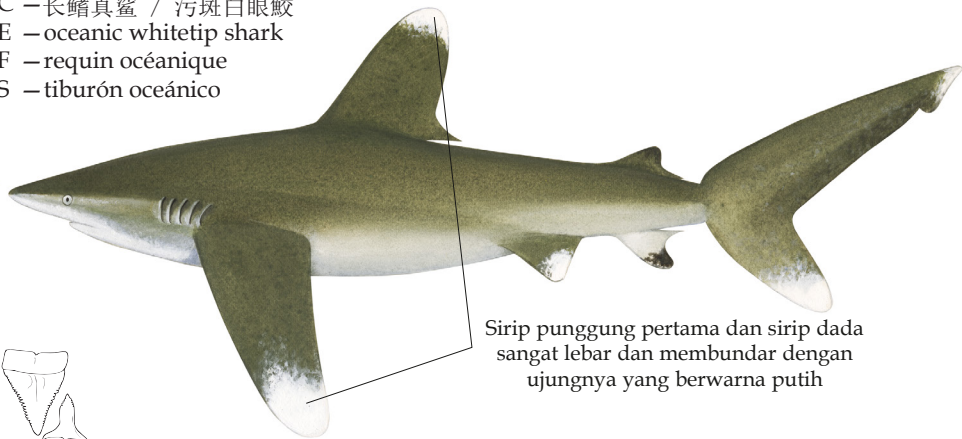 C – 长鳍真鲨 / 污斑白眼鮫
E – oceanic whitetip shark
F – requin océanique
S – tiburón oceánico
Sirip punggung pertama dan sirip dada
sangat lebar dan membundar dengan
ujungnya yang berwarna putih